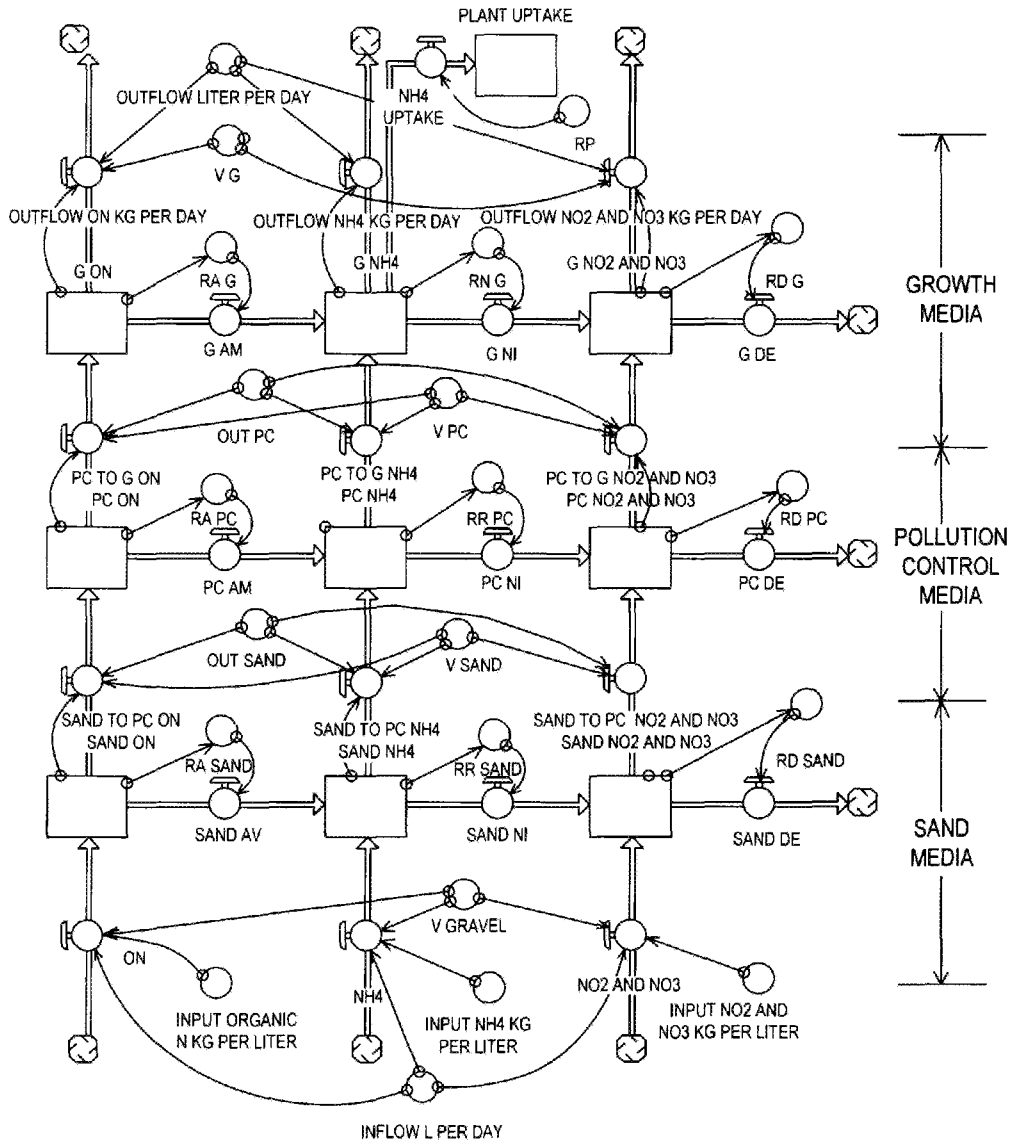 PLANT UPTAKE
OUTFLOW LITER PER DAY
NH4
UPTAKE
RP
V G
OUTFLOW ON KG PER DAY
OUTFLOW NH4 KG PER DAY
OUTFLOW NO2 AND NO3 KG PER DAY
G ON
RA G
G NH4
RN G
G NO2 AND NO3
RD G
GROWTH
MEDIA
G AM
G NI
G DE
OUT PC
V PC
PC TO G ON
PC ON
PC TO G NH4
PC NH4
PC TO G NO2 AND NO3
PC NO2 AND NO3
RA PC
RR PC
RD PC
POLLUTION
CONTROL
MEDIA
PC AM
PC NI
PC DE
OUT SAND
V SAND
SAND TO PC ON
SAND ON
SAND TO PC NH4
SAND NH4
SAND TO PC NO2 AND NO3
SAND NO2 AND NO3
RA SAND
RR SAND
RD SAND
SAND AV
SAND NI
SAND DE
SAND
MEDIA
V GRAVEL
ON
NH4
NO2 AND NO3
INPUT ORGANIC
N KG PER LITER
INPUT NH4 KG
PER LITER
INPUT NO2 AND
NO3 KG PER LITER
INFLOW L PER DAY